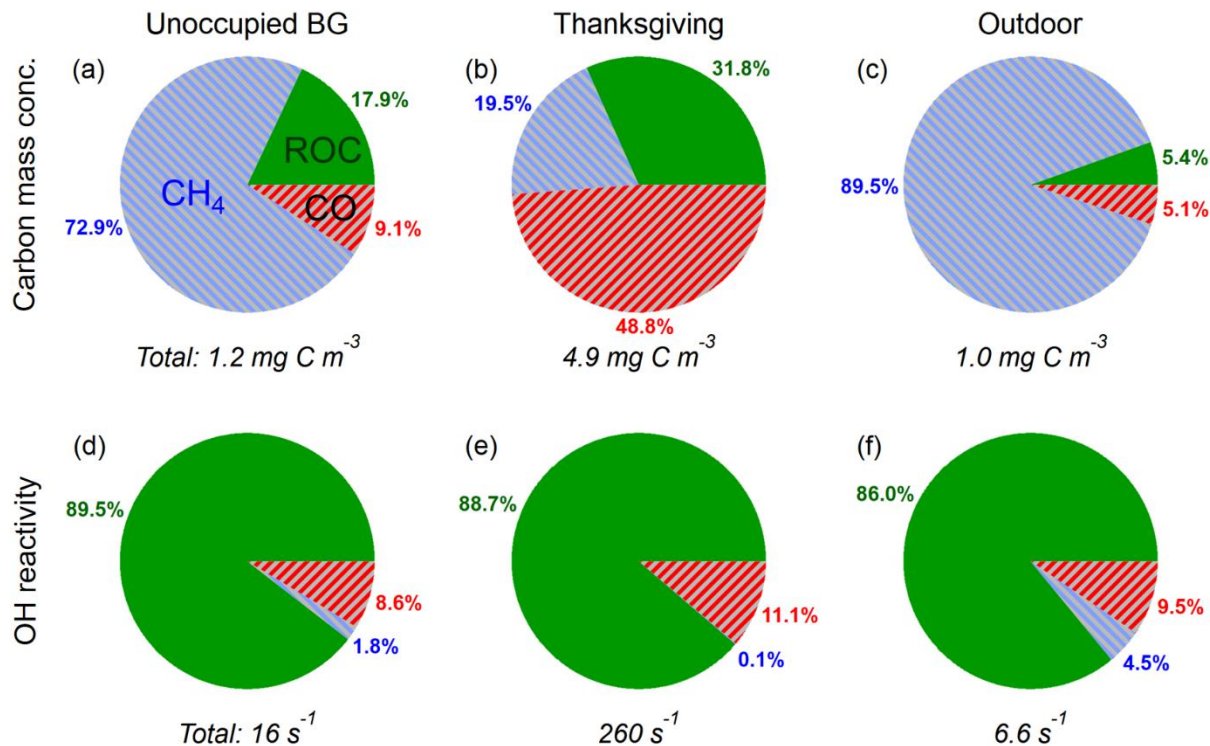 Unoccupied BG
Thanksgiving
Outdoor
Carbon mass conc.
(a)
17.9%
ROC
CH4
CO
72.9%
9.1%
Total: 1.2 mg C m-3
(b)
31.8%
19.5%
48.8%
4.9 mg C m-3
(c)
5.4%
89.5%
5.1%
1.0 mg C m-3
OH reactivity
(d)
89.5%
8.6%
1.8%
Total: 16 s-1
(e)
88.7%
11.1%
0.1%
260 s-1
(f)
86.0%
9.5%
4.5%
6.6 s-1